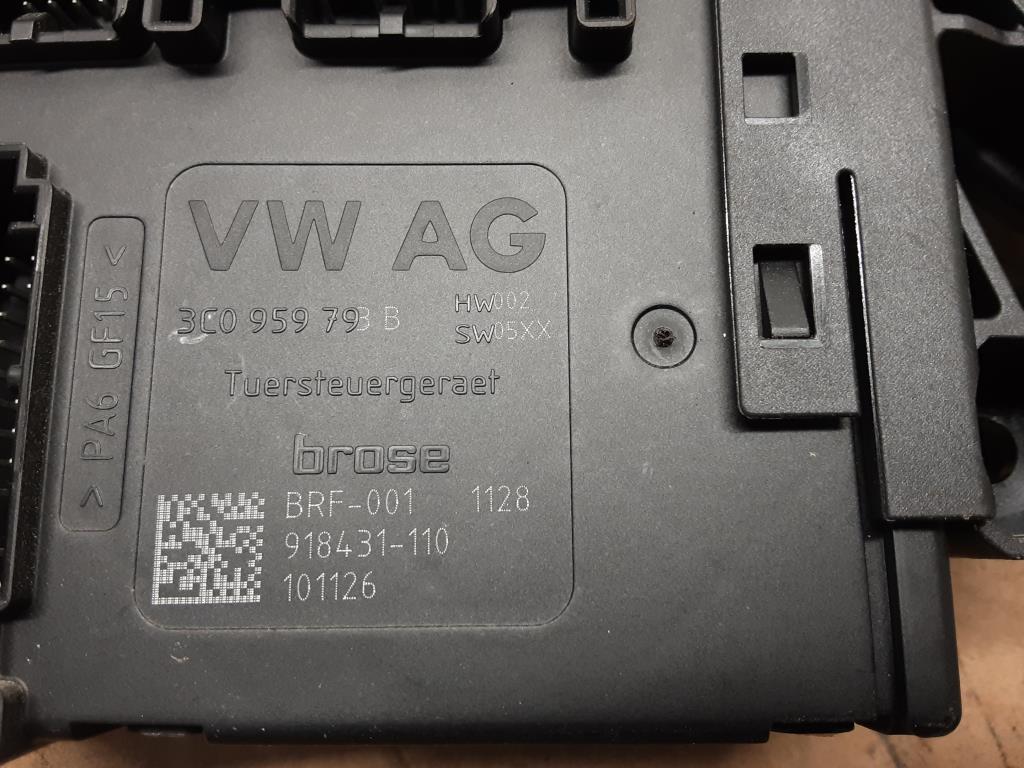 VW AG
3C0 959 793 B HW002
SW05XX
Tuersteuergeraet
brose
BRF-001 1128
918431-110
101126
> PA6 GF15 <